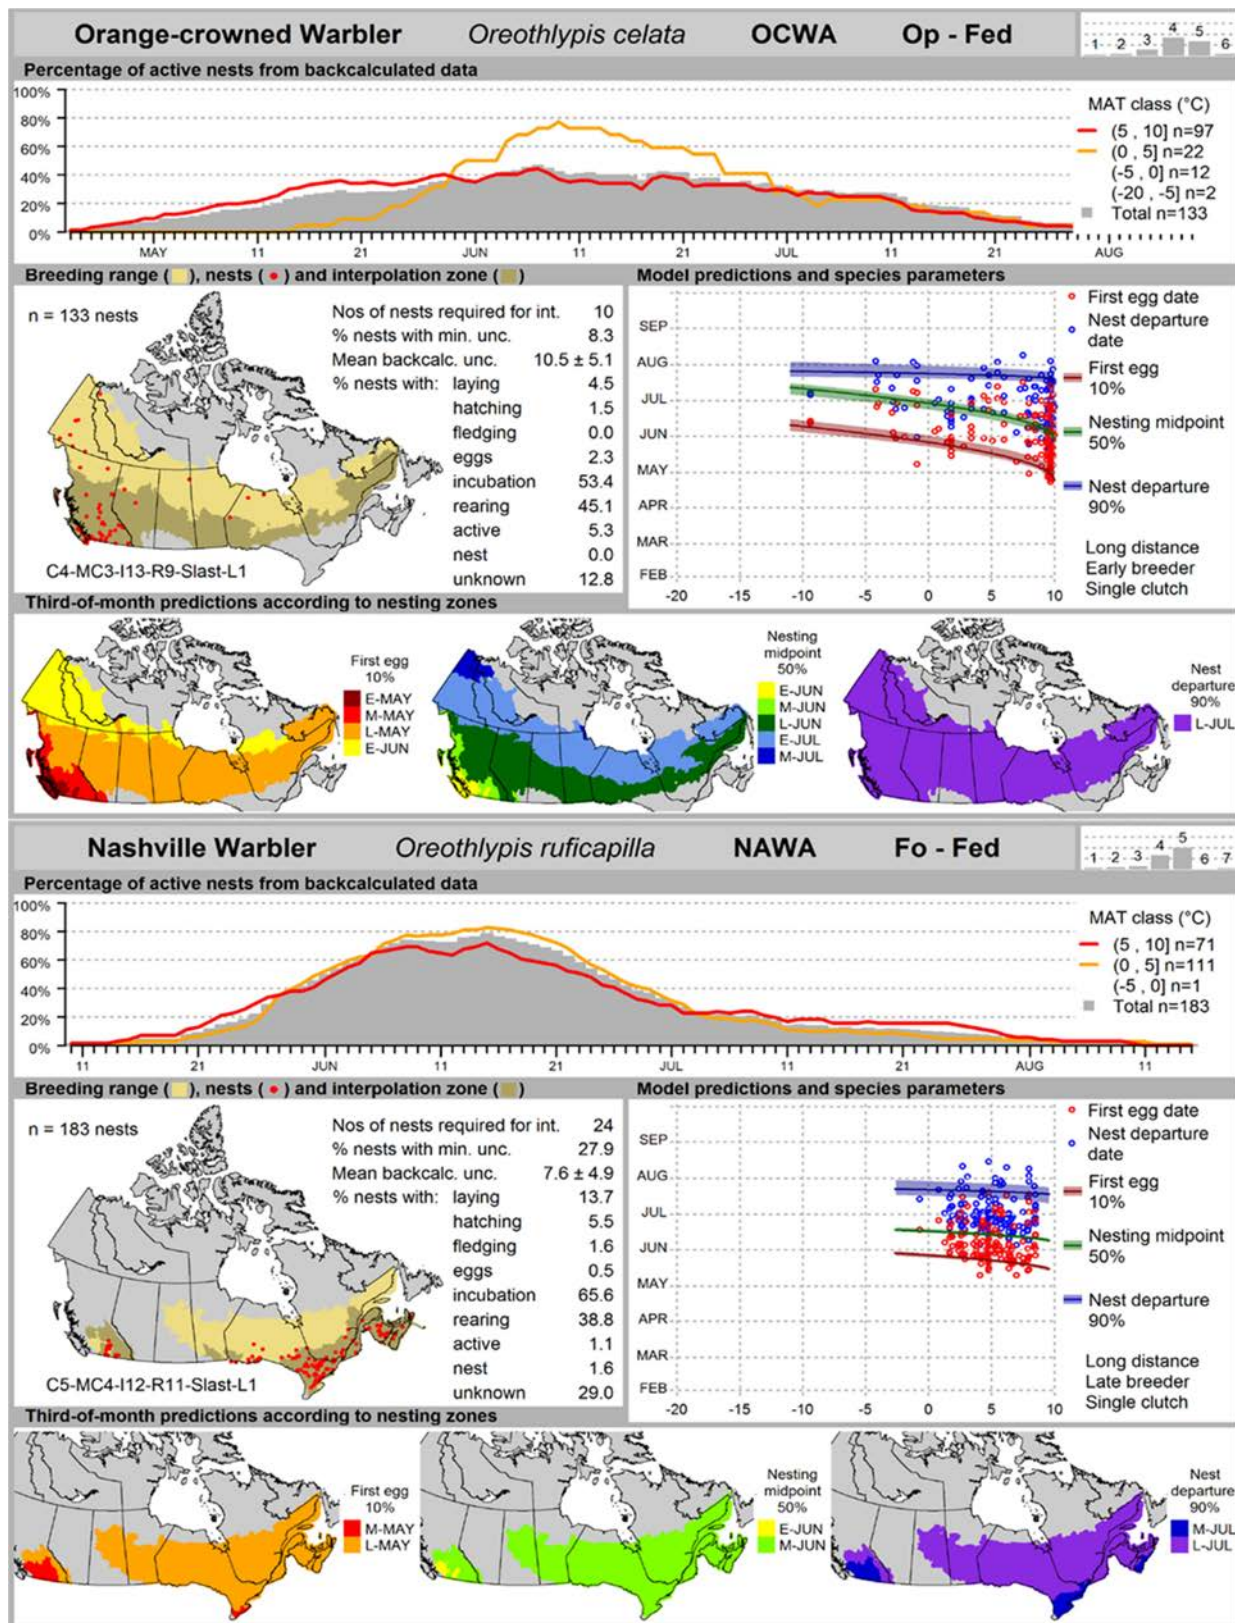 Orange-crowned Warbler Oreothlypis celata OCWA Op - Fed
1 2 3 4 5 6
Percentage of active nests from backcalculated data
100%
80%
60%
40%
20%
0%
MAY 11 21 JUN 11 21 JUL 11 21 AUG
MAT class (°C)
(5 , 10] n=97
(0 , 5] n=22
(-5 , 0] n=12
(-20 , -5] n=2
Total n=133
Breeding range ( ), nests ( ) and interpolation zone ( )
n = 133 nests
Nos of nests required for int. 10
% nests with min. unc. 8.3
Mean backcalc. unc. 10.5 ± 5.1
% nests with: laying 4.5
hatching 1.5
fledging 0.0
eggs 2.3
incubation 53.4
rearing 45.1
active 5.3
nest 0.0
unknown 12.8
C4-MC3-I13-R9-Slast-L1
Model predictions and species parameters
SEP
AUG
JUL
JUN
MAY
APR
MAR
FEB
-20 -15 -10 -5 0 5 10
First egg date
Nest departure
date
First egg
10%
Nesting midpoint
50%
Nest departure
90%
Long distance
Early breeder
Single clutch
Third-of-month predictions according to nesting zones
First egg
10%
E-MAY
M-MAY
L-MAY
E-JUN
Nesting
midpoint
50%
E-JUN
M-JUN
L-JUN
E-JUL
M-JUL
Nest
departure
90%
L-JUL
Nashville Warbler Oreothlypis ruficapilla NAWA Fo - Fed
1 2 3 4 5 6 7
Percentage of active nests from backcalculated data
100%
80%
60%
40%
20%
0%
11 21 JUN 11 21 JUL 11 21 AUG 11
MAT class (°C)
(5 , 10] n=71
(0 , 5] n=111
(-5 , 0] n=1
Total n=183
Breeding range ( ), nests ( ) and interpolation zone ( )
n = 183 nests
Nos of nests required for int. 24
% nests with min. unc. 27.9
Mean backcalc. unc. 7.6 ± 4.9
% nests with: laying 13.7
hatching 5.5
fledging 1.6
eggs 0.5
incubation 65.6
rearing 38.8
active 1.1
nest 1.6
unknown 29.0
C5-MC4-I12-R11-Slast-L1
Model predictions and species parameters
SEP
AUG
JUL
JUN
MAY
APR
MAR
FEB
-20 -15 -10 -5 0 5 10
First egg date
Nest departure
date
First egg
10%
Nesting midpoint
50%
Nest departure
90%
Long distance
Late breeder
Single clutch
Third-of-month predictions according to nesting zones
First egg
10%
M-MAY
L-MAY
Nesting
midpoint
50%
E-JUN
M-JUN
Nest
departure
90%
M-JUL
L-JUL